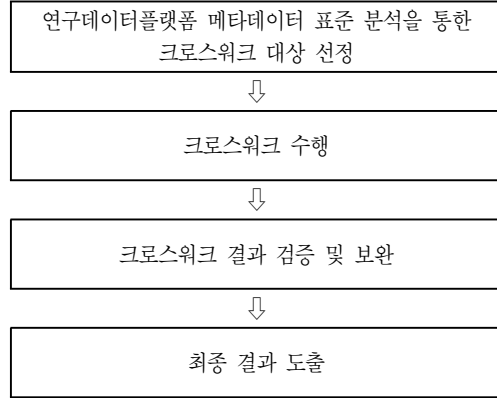 연구데이터플랫폼 메타데이터 표준 분석을 통한
크로스워크 대상 선정
크로스워크 수행
크로스워크 결과 검증 및 보완
최종 결과 도출